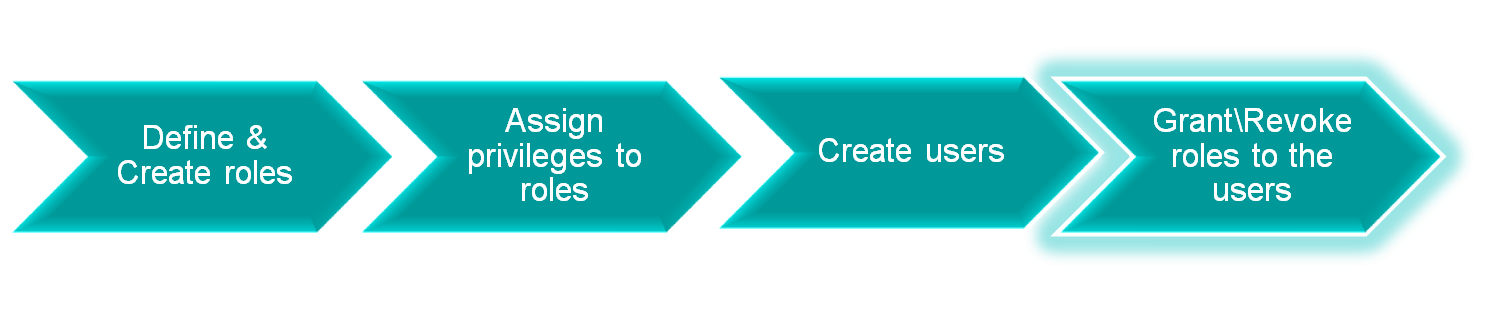 Define &
Create roles
Assign
privileges to
roles
Create users
Grant\Revoke
roles to the
users